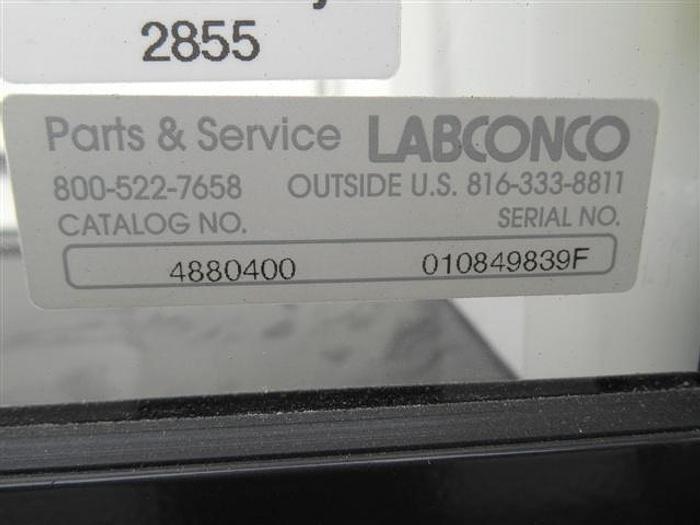 2855
Parts & Service LABCONCO
800-522-7658 OUTSIDE U.S. 816-333-8811
CATALOG NO. SERIAL NO.
4880400 010849839F